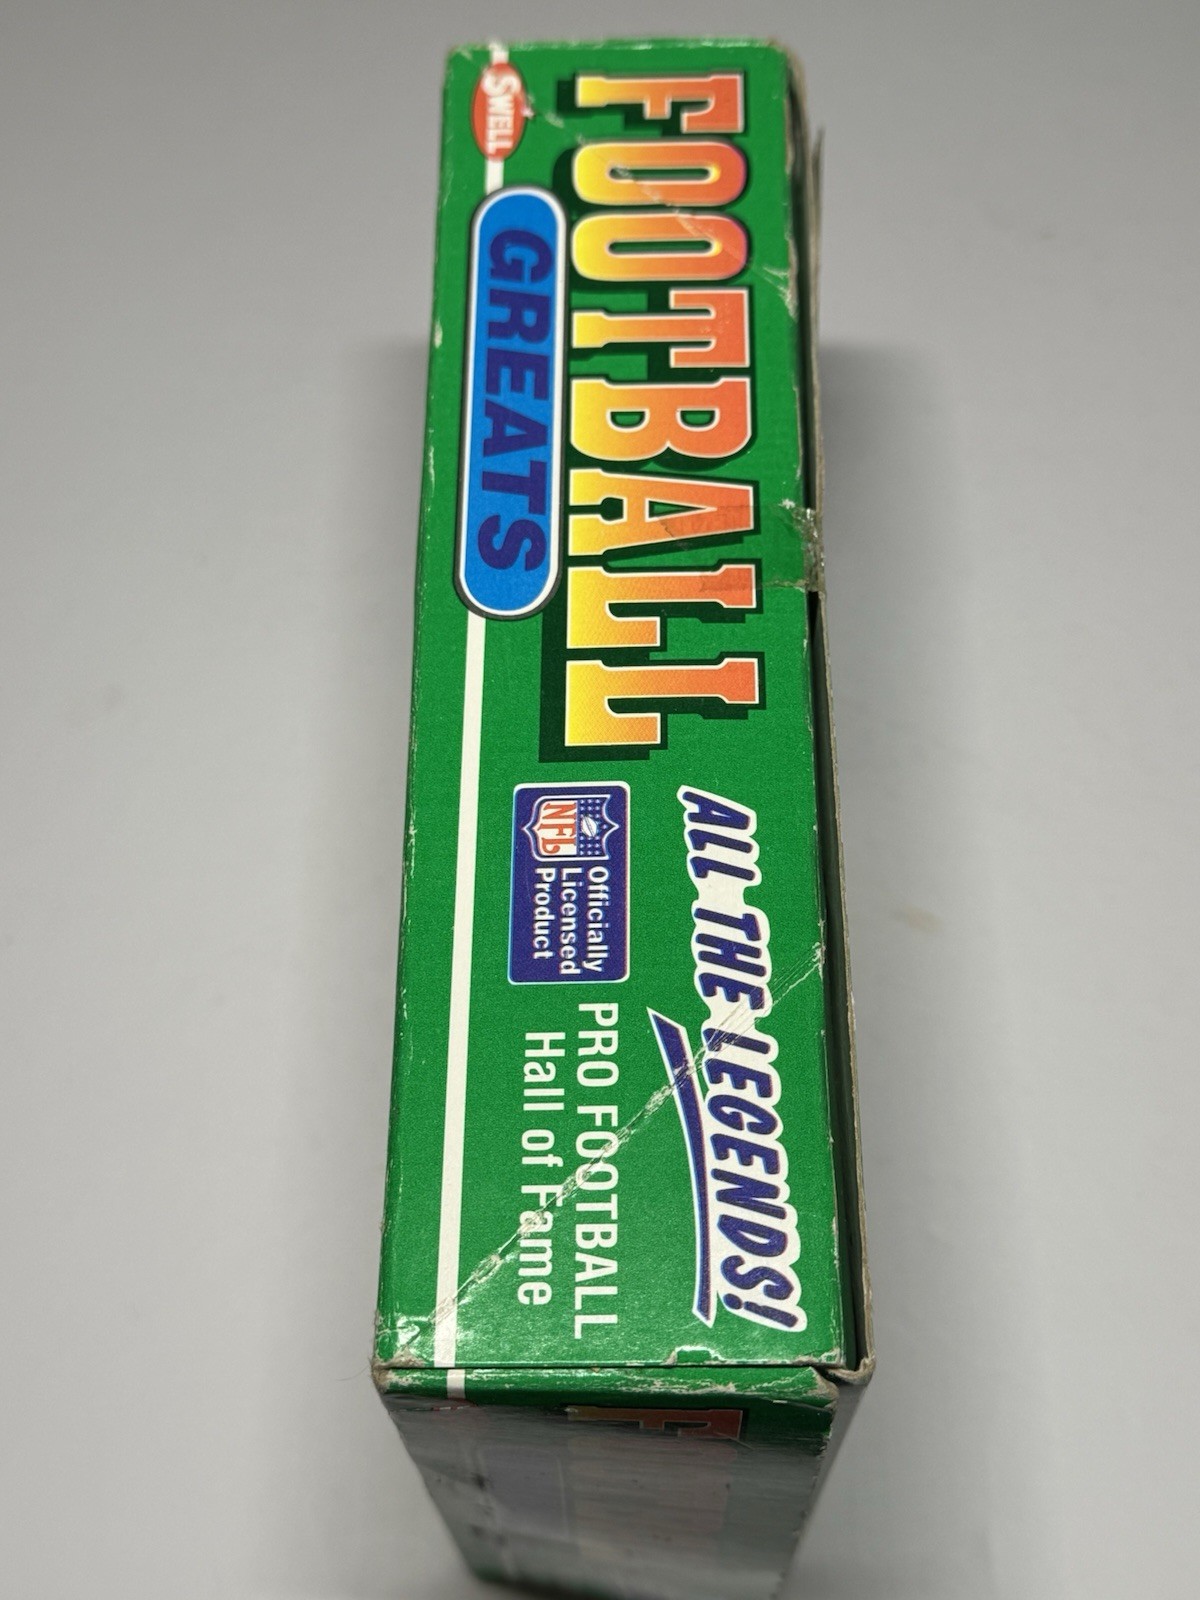 SWELL
FOOTBALL
GREATS
ALL THE LEGENDS!
NFL
Officially
Licensed
Product
PRO FOOTBALL
Hall of Fame
F